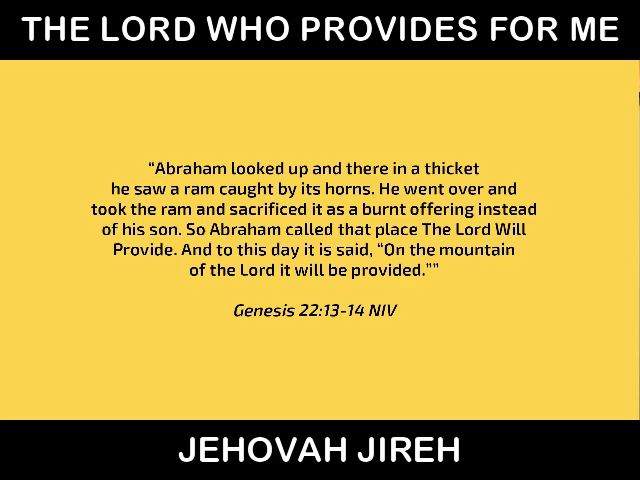 THE LORD WHO PROVIDES FOR ME
“Abraham looked up and there in a thicket
he saw a ram caught by its horns. He went over and
took the ram and sacrificed it as a burnt offering instead
of his son. So Abraham called that place The Lord Will
Provide. And to this day it is said, “On the mountain
of the Lord it will be provided.””
Genesis 22:13-14 NIV
JEHOVAH JIREH